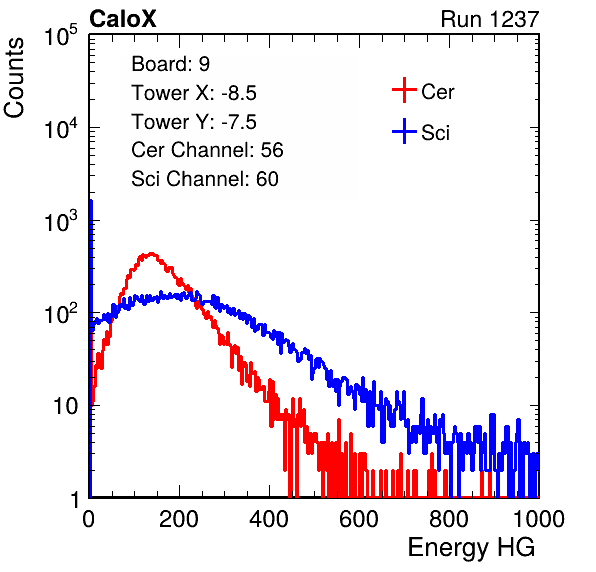 CaloX Run 1237
Counts
Board: 9
Tower X: -8.5
Tower Y: -7.5
Cer Channel: 56
Sci Channel: 60
Cer
Sci
10^5
10^4
10^3
10^2
10
1
0 200 400 600 800 1000
Energy HG